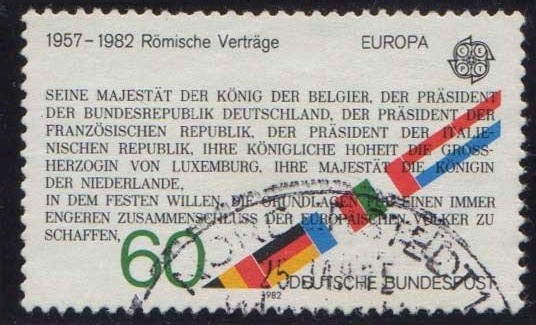 1957-1982 Römische Verträge EUROPA
CEPT
SEINE MAJESTÄT DER KÖNIG DER BELGIER, DER PRÄSIDENT
DER BUNDESREPUBLIK DEUTSCHLAND, DER PRÄSIDENT DER
FRANZÖSISCHEN REPUBLIK, DER PRÄSIDENT DER ITALIE-
NISCHEN REPUBLIK, IHRE KÖNIGLICHE HOHEIT DIE GROSS-
HERZOGIN VON LUXEMBURG, IHRE MAJESTÄT DIE KÖNIGIN
DER NIEDERLANDE,
IN DEM FESTEN WILLEN, DIE GRUNDLAGEN FÜR EINEN IMMER
ENGEREN ZUSAMMENSCHLUSS DER EUROPÄISCHEN VÖLKER ZU
SCHAFFEN,
60
DEUTSCHE BUNDESPOST
1982